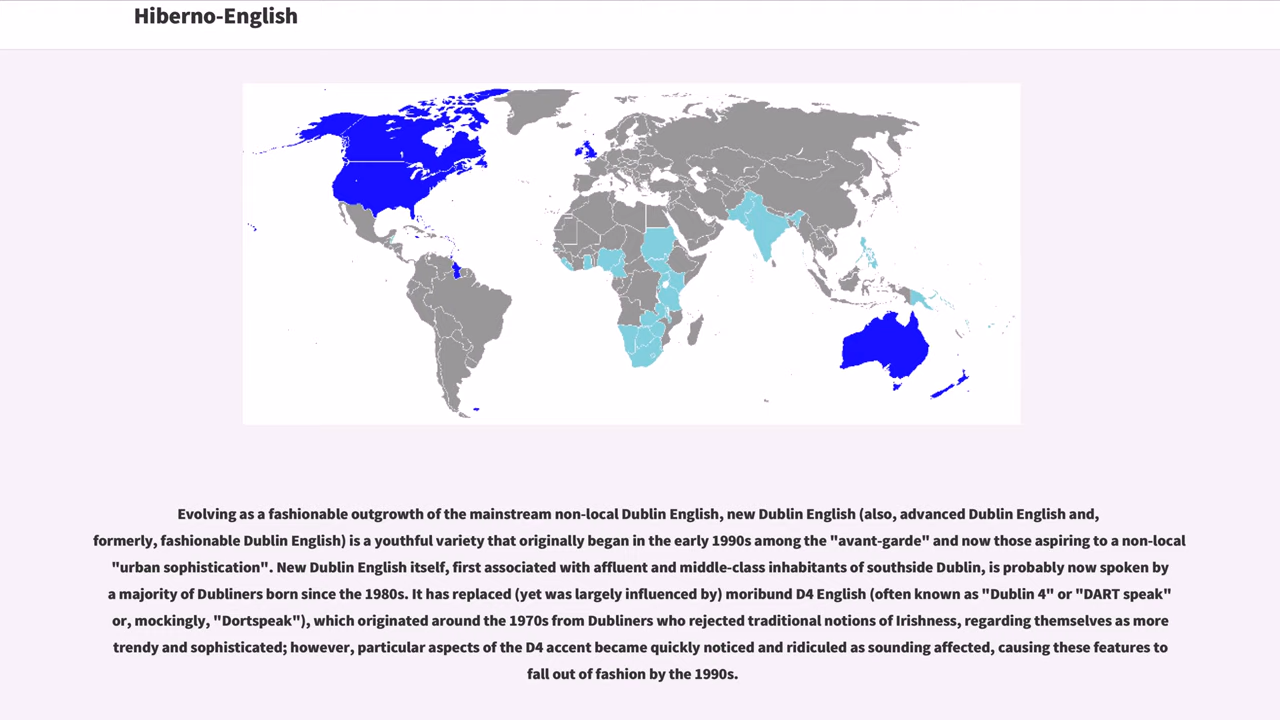 Hiberno-English
Evolving as a fashionable outgrowth of the mainstream non-local Dublin English, new Dublin English (also, advanced Dublin English and,
formerly, fashionable Dublin English) is a youthful variety that originally began in the early 1990s among the "avant-garde" and now those aspiring to a non-local
"urban sophistication". New Dublin English itself, first associated with affluent and middle-class inhabitants of southside Dublin, is probably now spoken by
a majority of Dubliners born since the 1980s. It has replaced (yet was largely influenced by) moribund D4 English (often known as "Dublin 4" or "DART speak"
or, mockingly, "Dortspeak"), which originated around the 1970s from Dubliners who rejected traditional notions of Irishness, regarding themselves as more
trendy and sophisticated; however, particular aspects of the D4 accent became quickly noticed and ridiculed as sounding affected, causing these features to
fall out of fashion by the 1990s.